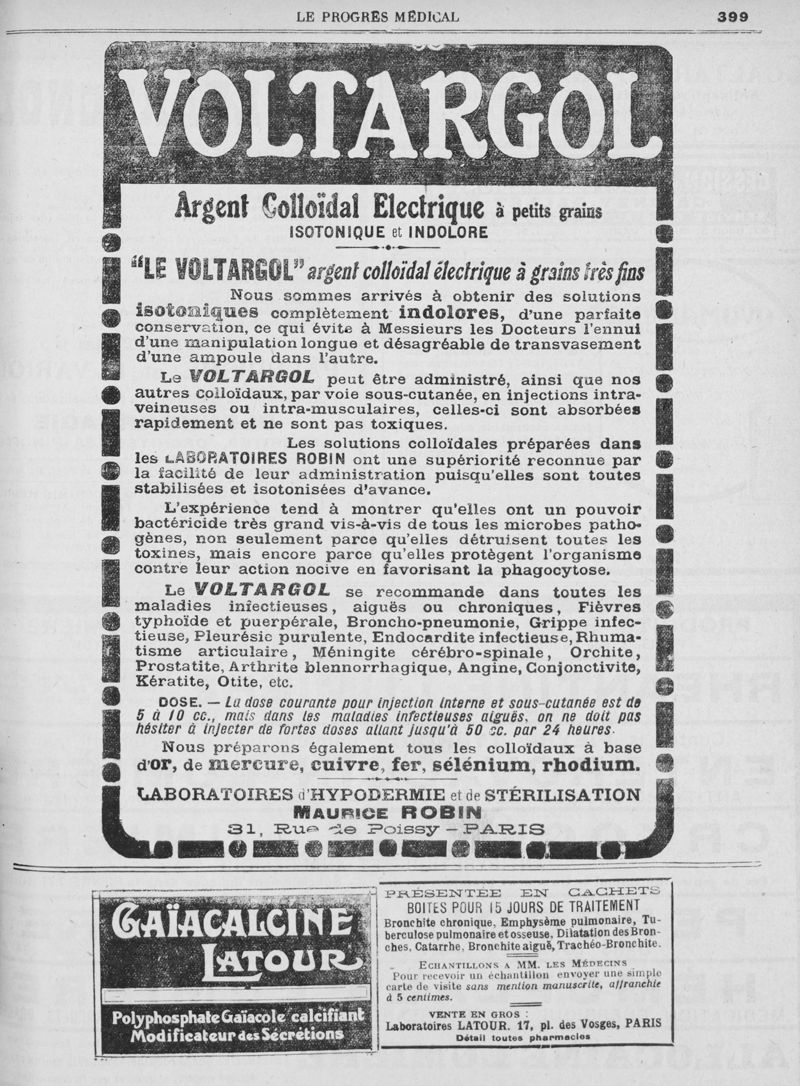 LE PROGRÈS MÉDICAL
399
VOLTARGOL
Argent Colloïdal Electrique à petits grains
ISOTONIQUE et INDOLORE
"LE VOLTARGOL" argent colloïdal électrique à grains très fins
Nous sommes arrivés à obtenir des solutions
isotoniques complètement indolores, d'une parfaite
conservation, ce qui évite à Messieurs les Docteurs l'ennui
d'une manipulation longue et désagréable de transvasement
d'une ampoule dans l'autre.
Le VOLTARGOL peut être administré, ainsi que nos
autres colloïdaux, par voie sous-cutanée, en injections intra-
veineuses ou intra-musculaires, celles-ci sont absorbées
rapidement et ne sont pas toxiques.
Les solutions colloïdales préparées dans
les LABORATOIRES ROBIN ont une supériorité reconnue par
la facilité de leur administration puisqu'elles sont toutes
stabilisées et isotonisées d'avance.
L'expérience tend à montrer qu'elles ont un pouvoir
bactéricide très grand vis-à-vis de tous les microbes patho-
gènes, non seulement parce qu'elles détruisent toutes les
toxines, mais encore parce qu'elles protègent l'organisme
contre leur action nocive en favorisant la phagocytose.
Le VOLTARGOL se recommande dans toutes les
maladies infectieuses, aiguës ou chroniques, Fièvres
typhoïde et puerpérale, Broncho-pneumonie, Grippe infec-
tieuse, Pleurésie purulente, Endocardite infectieuse, Rhuma-
tisme articulaire, Méningite cérébro-spinale, Orchite,
Prostatite, Arthrite blennorrhagique, Angine, Conjonctivite,
Kératite, Otite, etc.
DOSE. — La dose courante pour injection interne et sous-cutanée est de
5 à 10 cc., mais dans les maladies infectieuses aiguës, on ne doit pas
hésiter à injecter de fortes doses allant jusqu'à 50 cc. par 24 heures.
Nous préparons également tous les colloïdaux à base
d'or, de mercure, cuivre, fer, sélénium, rhodium.
LABORATOIRES d'HYPODERMIE et de STÉRILISATION
MAURICE ROBIN
31, Rue de Poissy — PARIS
GAÏACALCINE
LATOUR
Polyphosphate Gaïacole calcifiant
Modificateur des Sécrétions
PRÉSENTÉE EN CACHETS
BOITES POUR 15 JOURS DE TRAITEMENT
Bronchite chronique, Emphysème pulmonaire, Tu-
berculose pulmonaire et osseuse, Dilatation des Bron-
ches, Catarrhe, Bronchite aiguë, Trachéo-Bronchite.
ECHANTILLONS A MM. LES MÉDECINS
Pour recevoir un échantillon envoyer une simple
carte de visite sans mention manuscrite, affranchie
à 5 centimes.
VENTE EN GROS :
Laboratoires LATOUR. 17, pl. des Vosges, PARIS
Détail toutes pharmacies